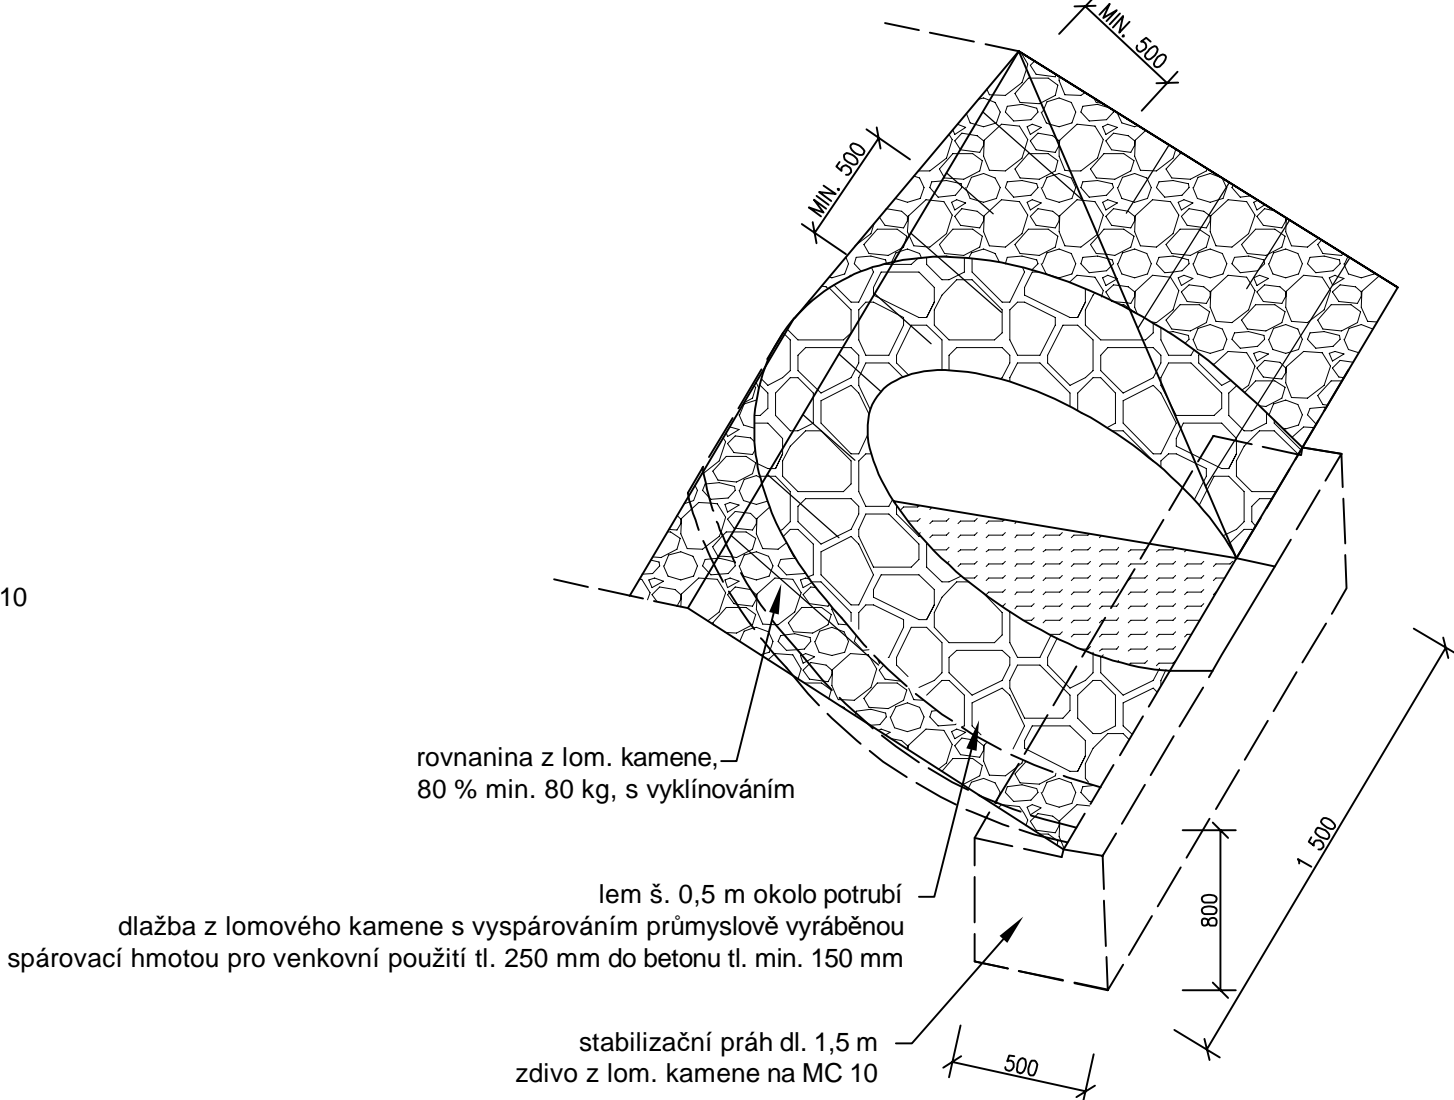 MIN. 500
MIN. 500
10
rovnanina z lom. kamene,
80 % min. 80 kg, s vyklínováním
lem š. 0,5 m okolo potrubí
dlažba z lomového kamene s vyspárováním průmyslově vyráběnou
spárovací hmotou pro venkovní použití tl. 250 mm do betonu tl. min. 150 mm
1 500
800
stabilizační práh dl. 1,5 m
zdivo z lom. kamene na MC 10
500